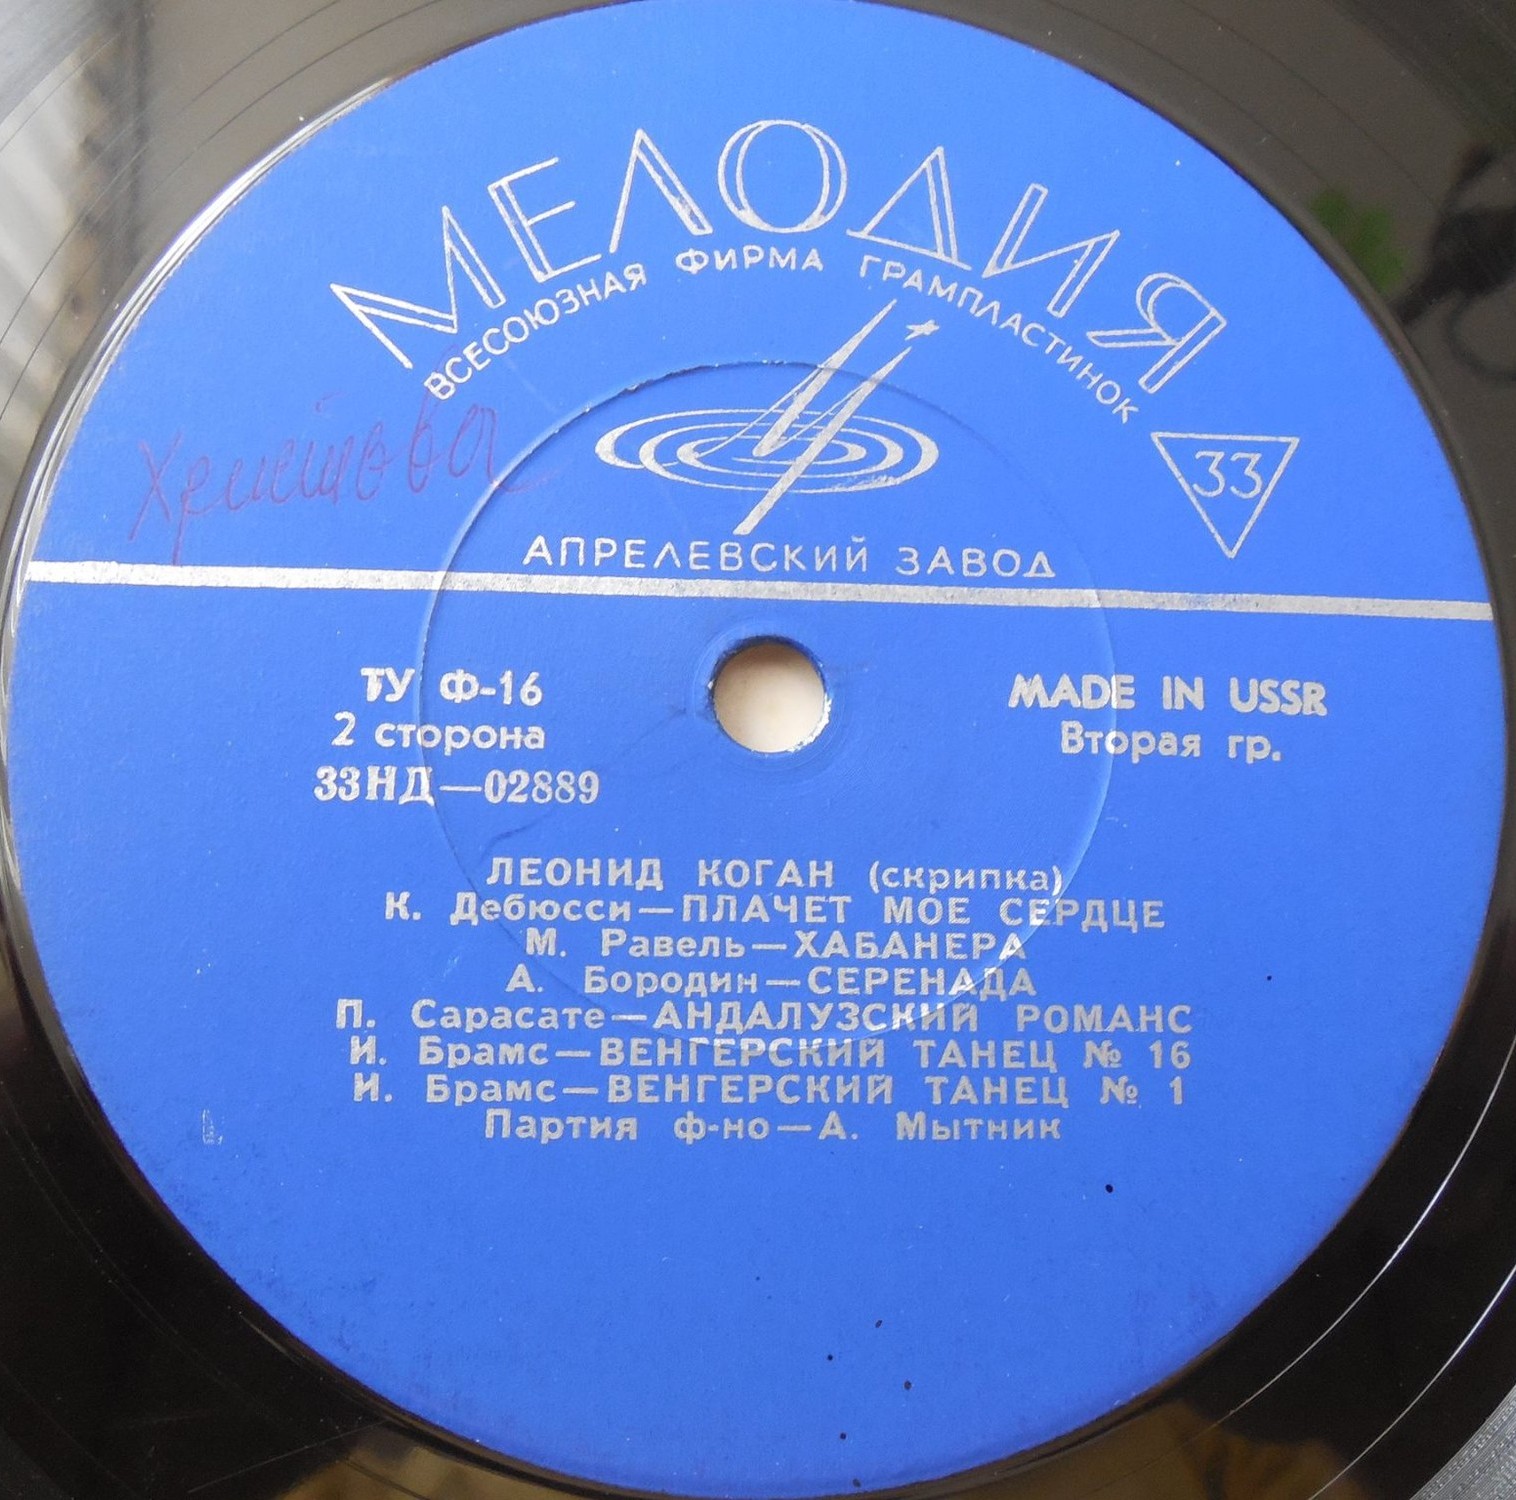 МЕЛОДИЯ
ВСЕСОЮЗНАЯ ФИРМА ГРАМПЛАСТИНОК
33
АПРЕЛЕВСКИЙ ЗАВОД
ТУ Ф-16
2 сторона
33НД—02889
MADE IN USSR
Вторая гр.
ЛЕОНИД КОГАН (скрипка)
К. Дебюсси—ПЛАЧЕТ МОЕ СЕРДЦЕ
М. Равель—ХАБАНЕРА
А. Бородин—СЕРЕНАДА
П. Сарасате—АНДАЛУЗСКИЙ РОМАНС
И. Брамс—ВЕНГЕРСКИЙ ТАНЕЦ № 16
И. Брамс—ВЕНГЕРСКИЙ ТАНЕЦ № 1
Партия ф-но—А. Мытник